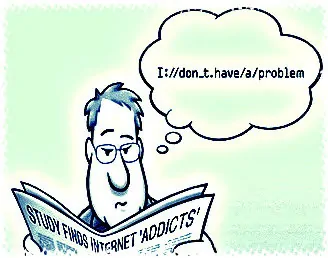 I://don_t.have/a/problem
STUDY FINDS INTERNET 'ADDICTS'